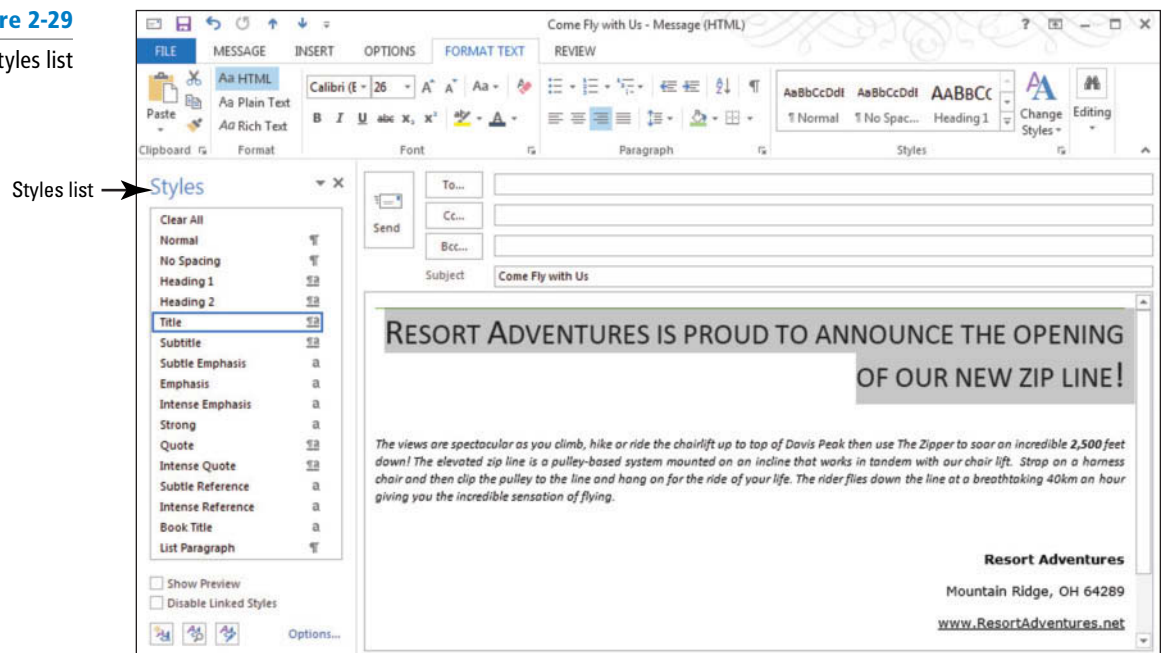 re 2-29
tyles list
Come Fly with Us - Message (HTML)
FILE MESSAGE INSERT OPTIONS FORMAT TEXT REVIEW
Paste
Aa HTML
Aa Plain Text
Aa Rich Text
Calibri (E 26 A A Aa
B I U abc X, x² aby A
AaBbCcDdI AaBbCcDdI AABBCC
¶ Normal ¶ No Spac... Heading 1
Change Styles
Editing
Clipboard Format Font Paragraph Styles
Styles list
Styles
Clear All
Normal ¶
No Spacing ¶
Heading 1 ¶a
Heading 2 ¶a
Title ¶a
Subtitle ¶a
Subtle Emphasis a
Emphasis a
Intense Emphasis a
Strong a
Quote ¶a
Intense Quote ¶a
Subtle Reference a
Intense Reference a
Book Title a
List Paragraph ¶
Show Preview
Disable Linked Styles
Options...
Send
To...
Cc...
Bcc...
Subject Come Fly with Us
RESORT ADVENTURES IS PROUD TO ANNOUNCE THE OPENING
OF OUR NEW ZIP LINE!
The views are spectacular as you climb, hike or ride the chairlift up to top of Davis Peak then use The Zipper to soar an incredible 2,500 feet
down! The elevated zip line is a pulley-based system mounted on an incline that works in tandem with our chair lift. Strap on a harness
chair and then clip the pulley to the line and hang on for the ride of your life. The rider flies down the line at a breathtaking 40km an hour
giving you the incredible sensation of flying.
Resort Adventures
Mountain Ridge, OH 64289
www.ResortAdventures.net